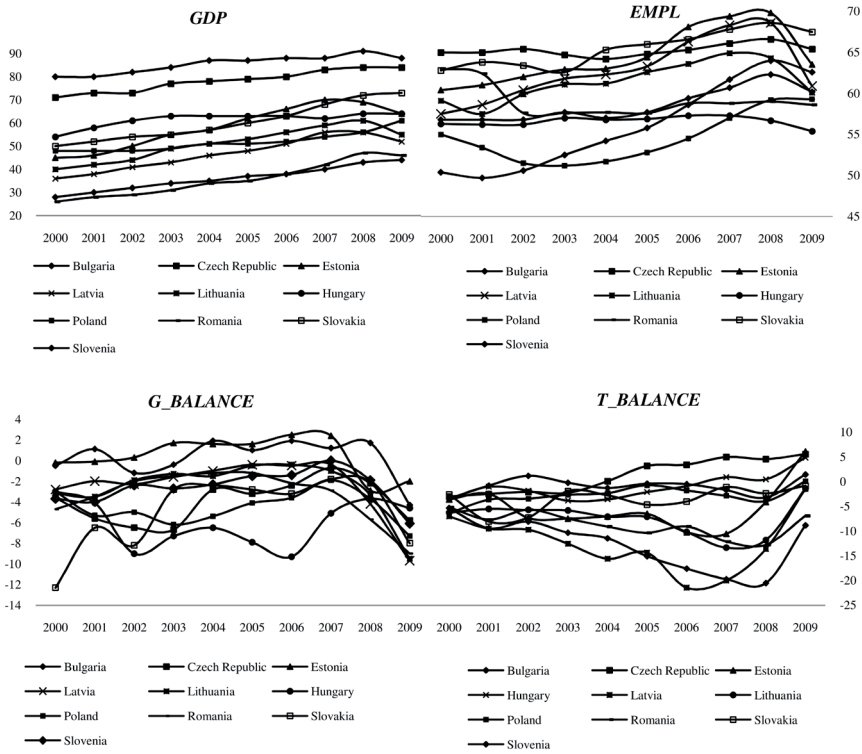 GDP
90
80
70
60
50
40
30
20
2000 2001 2002 2003 2004 2005 2006 2007 2008 2009
Bulgaria Czech Republic Estonia
Latvia Lithuania Hungary
Poland Romania Slovakia
Slovenia
EMPL
70
65
60
55
50
45
2000 2001 2002 2003 2004 2005 2006 2007 2008 2009
Bulgaria Czech Republic Estonia
Latvia Lithuania Hungary
Poland Romania Slovakia
Slovenia
G_BALANCE
4
2
0
-2
-4
-6
-8
-10
-12
-14
2000 2001 2002 2003 2004 2005 2006 2007 2008 2009
Bulgaria Czech Republic Estonia
Latvia Lithuania Hungary
Poland Romania Slovakia
Slovenia
T_BALANCE
10
5
0
-5
-10
-15
-20
-25
2000 2001 2002 2003 2004 2005 2006 2007 2008 2009
Bulgaria Czech Republic Estonia
Hungary Latvia Lithuania
Poland Romania Slovakia
Slovenia